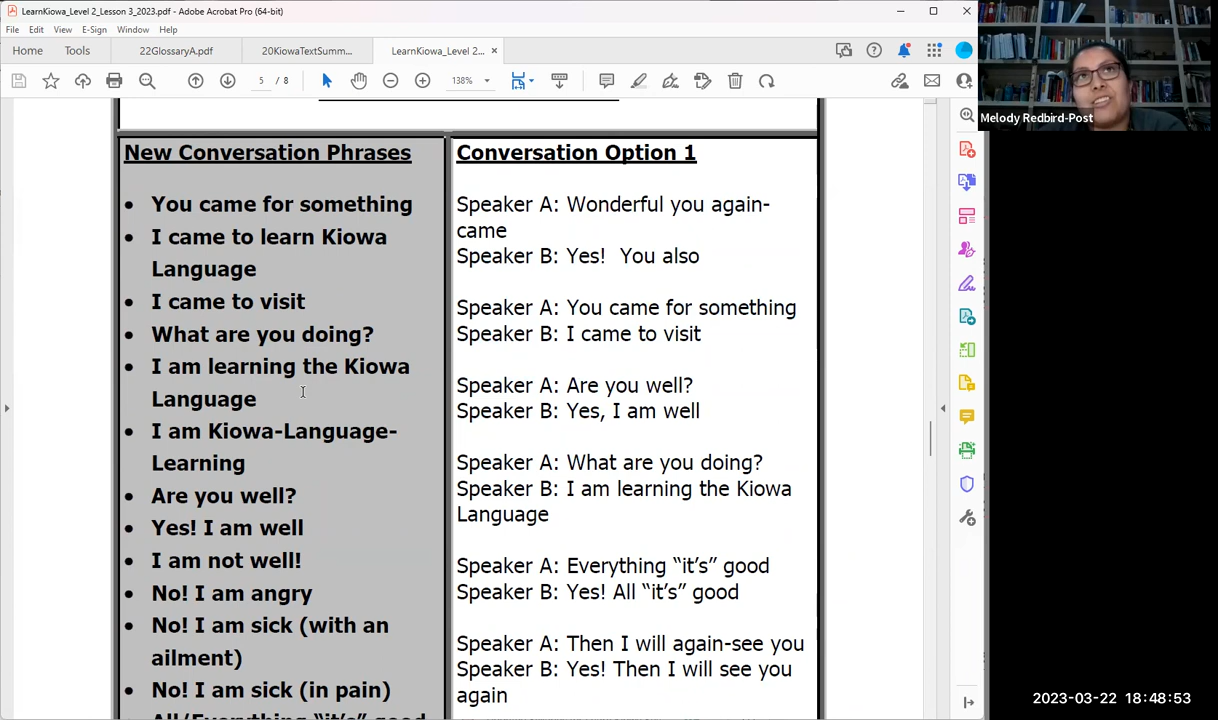 LearnKiowa_Level 2_Lesson 3_2023.pdf - Adobe Acrobat Pro (64-bit)
File Edit View E-Sign Window Help
Home Tools 22GlossaryA.pdf 20KiowaTextSumm... LearnKiowa_Level 2...
5 / 8 138%
Melody Redbird-Post
New Conversation Phrases
• You came for something
• I came to learn Kiowa
Language
• I came to visit
• What are you doing?
• I am learning the Kiowa
Language
• I am Kiowa-Language-
Learning
• Are you well?
• Yes! I am well
• I am not well!
• No! I am angry
• No! I am sick (with an
ailment)
• No! I am sick (in pain)
• All/Everything “it’s” good
Conversation Option 1
Speaker A: Wonderful you again-
came
Speaker B: Yes!  You also
Speaker A: You came for something
Speaker B: I came to visit
Speaker A: Are you well?
Speaker B: Yes, I am well
Speaker A: What are you doing?
Speaker B: I am learning the Kiowa
Language
Speaker A: Everything “it’s” good
Speaker B: Yes! All “it’s” good
Speaker A: Then I will again-see you
Speaker B: Yes! Then I will see you
again
2023-03-22 18:48:53